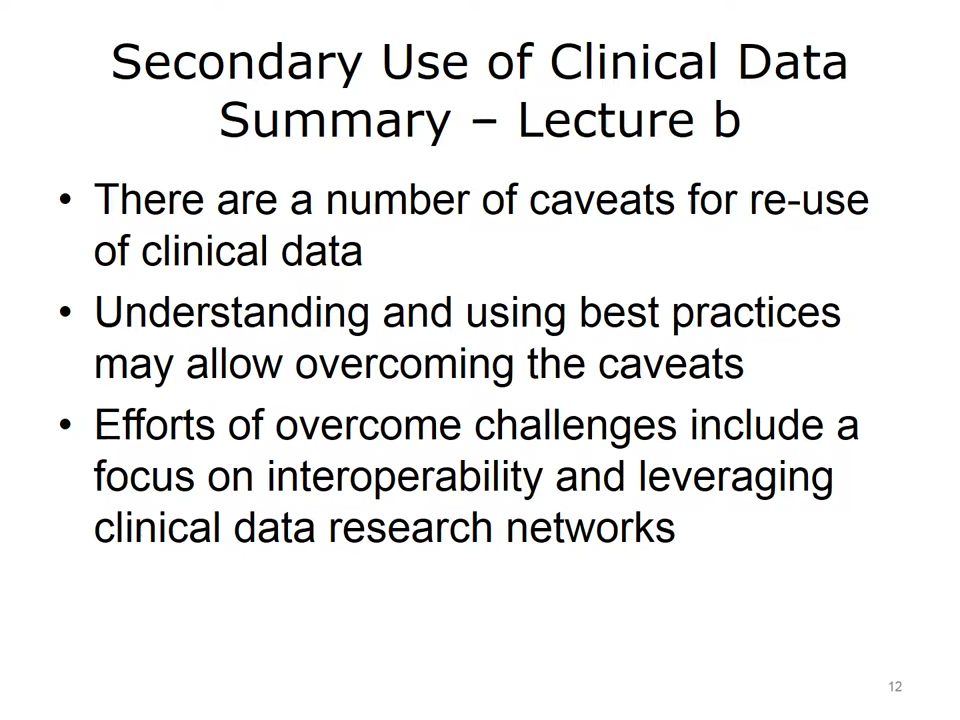 Secondary Use of Clinical Data
Summary – Lecture b
• There are a number of caveats for re-use
of clinical data
• Understanding and using best practices
may allow overcoming the caveats
• Efforts of overcome challenges include a
focus on interoperability and leveraging
clinical data research networks
12